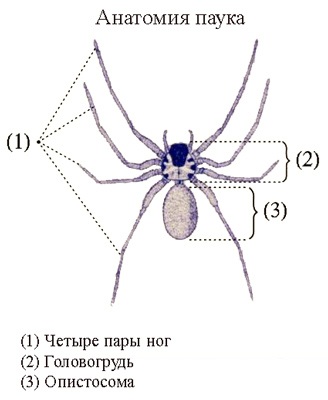 Анатомия паука
(1)
(2)
(3)
(1) Четыре пары ног
(2) Головогрудь
(3) Опистосома